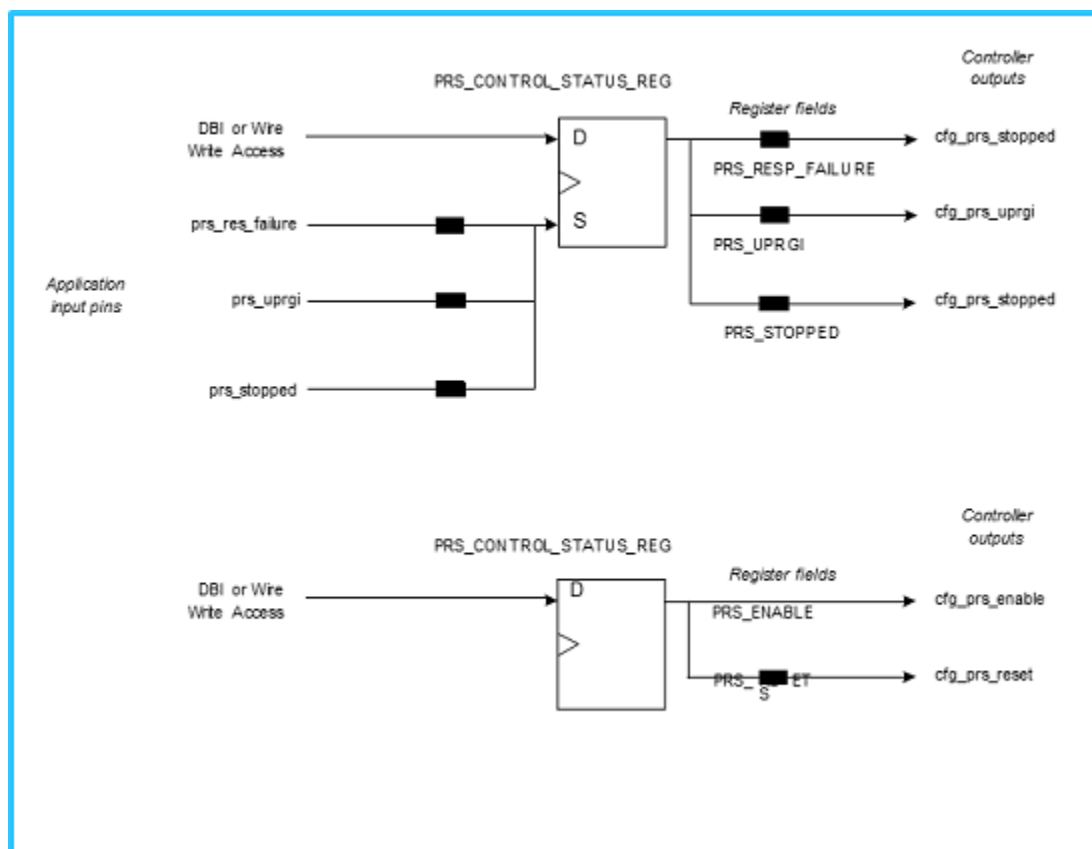 Controller
outputs
PRS_CONTROL_STATUS_REG
Register fields
DBI or Wire
Write Access
D
cfg_prs_stopped
PRS_RESP_FAILURE
prs_res_failure
S
cfg_prs_uprgi
PRS_UPRGI
Application
input pins
prs_uprgi
cfg_prs_stopped
PRS_STOPPED
prs_stopped
Controller
outputs
PRS_CONTROL_STATUS_REG
Register fields
DBI or Wire
Write Access
D
cfg_prs_enable
PRS_ENABLE
cfg_prs_reset